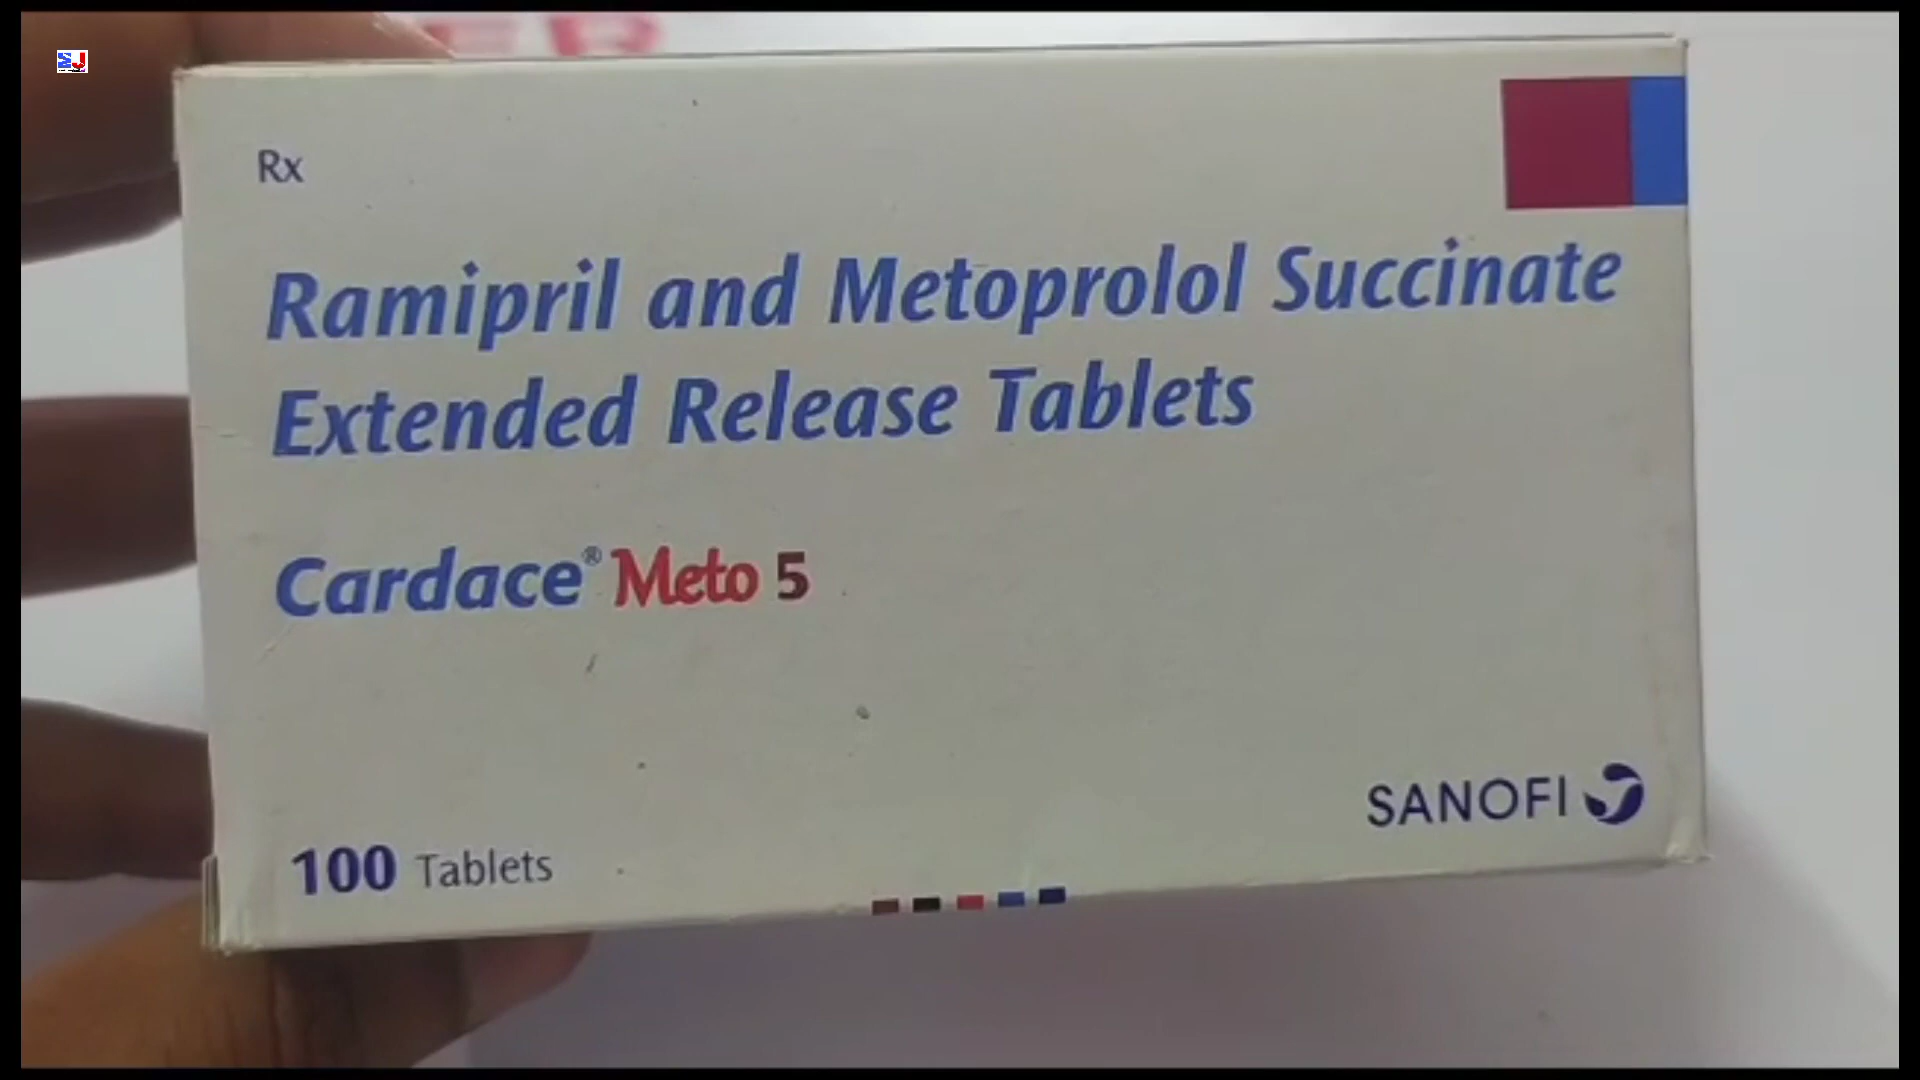 Rx
Ramipril and Metoprolol Succinate
Extended Release Tablets
Cardace® Meto 5
SANOFI
100 Tablets